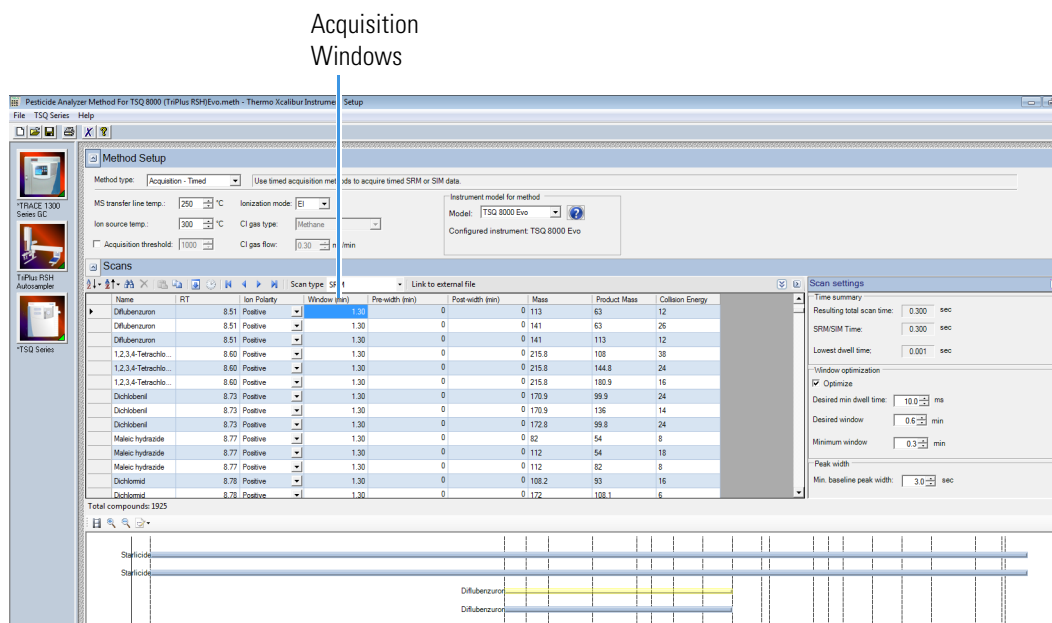 Acquisition
Windows
Pesticide Analyzer Method For TSQ 8000 (TriPlus RSH)Evo.meth - Thermo Xcalibur Instrument Setup
File TSQ Series Help
Method Setup
Method type: Acquisition - Timed Use timed acquisition methods to acquire timed SRM or SIM data.
MS transfer line temp.: 250 °C Ionization mode: EI
Ion source temp.: 300 °C CI gas type: Methane
Acquisition threshold: 1000 CI gas flow: 0.30 ml/min
Instrument model for method
Model: TSQ 8000 Evo
Configured instrument: TSQ 8000 Evo
*TRACE 1300
Series GC
TriPlus RSH
Autosampler
*TSQ Series
Scans
Scan type SRM Link to external file
Name RT Ion Polarity Window (min) Pre-width (min) Post-width (min) Mass Product Mass Collision Energy
Diflubenzuron 8.51 Positive 1.30 0 0 113 63 12
Diflubenzuron 8.51 Positive 1.30 0 0 141 63 26
Diflubenzuron 8.51 Positive 1.30 0 0 141 113 12
1,2,3,4-Tetrachlo... 8.60 Positive 1.30 0 0 215.8 108 38
1,2,3,4-Tetrachlo... 8.60 Positive 1.30 0 0 215.8 144.8 24
1,2,3,4-Tetrachlo... 8.60 Positive 1.30 0 0 215.8 180.9 16
Dichlobenil 8.73 Positive 1.30 0 0 170.9 99.9 24
Dichlobenil 8.73 Positive 1.30 0 0 170.9 136 14
Dichlobenil 8.73 Positive 1.30 0 0 172.8 99.8 24
Maleic hydrazide 8.77 Positive 1.30 0 0 82 54 8
Maleic hydrazide 8.77 Positive 1.30 0 0 112 54 18
Maleic hydrazide 8.77 Positive 1.30 0 0 112 82 8
Dichlormid 8.78 Positive 1.30 0 0 108.2 93 16
Dichlormid 8.78 Positive 1.30 0 0 172 108.1 6
Scan settings
Time summary
Resulting total scan time: 0.300 sec
SRM/SIM Time: 0.300 sec
Lowest dwell time: 0.001 sec
Window optimization
Optimize
Desired min dwell time: 10.0 ms
Desired window 0.6 min
Minimum window 0.3 min
Peak width
Min. baseline peak width: 3.0 sec
Total compounds: 1925
Starlicide
Starlicide
Diflubenzuron
Diflubenzuron